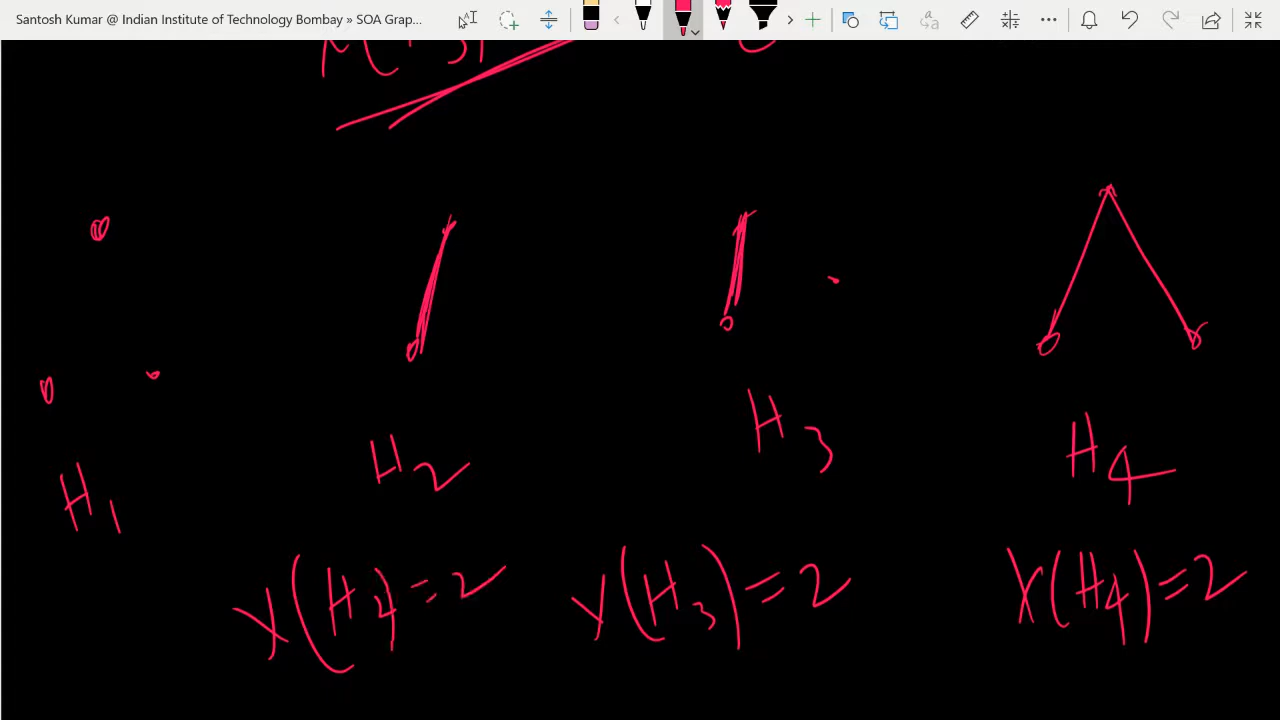 Santosh Kumar @ Indian Institute of Technology Bombay » SOA Grap...
H1 H2 H3 H4
χ(H2)=2 χ(H3)=2 χ(H4)=2